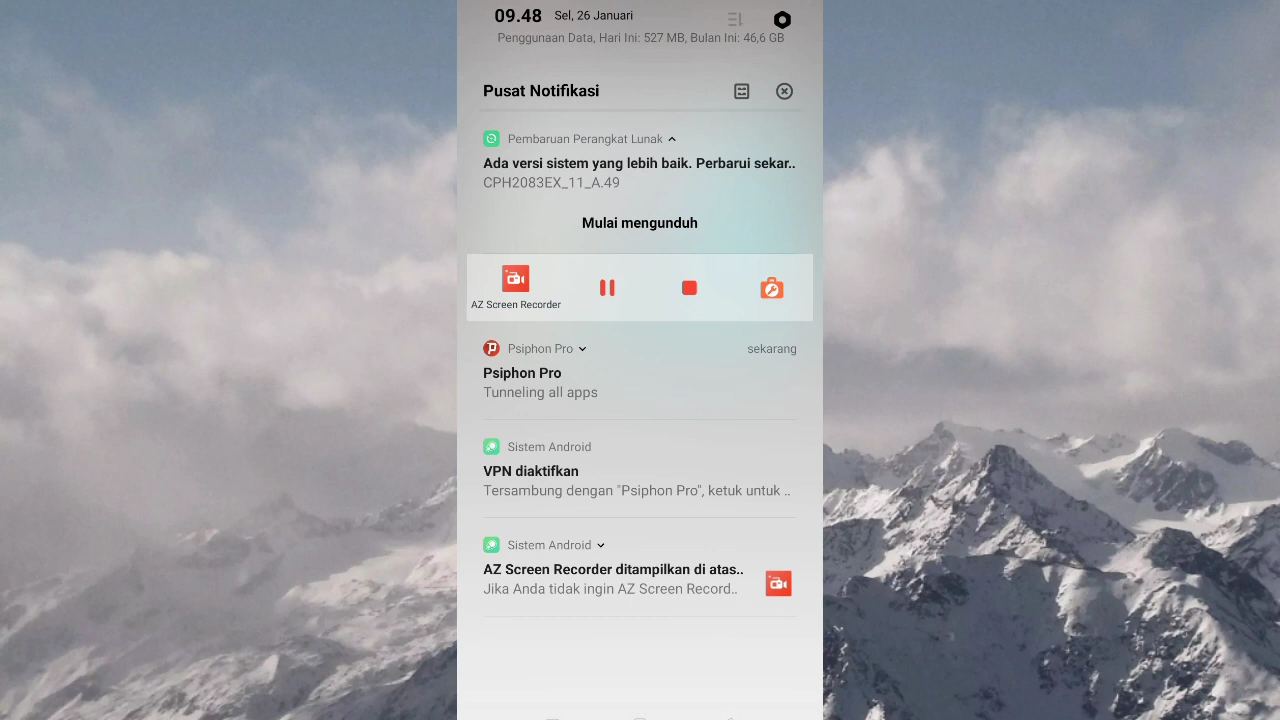 09.48 Sel, 26 Januari
Penggunaan Data, Hari Ini: 527 MB, Bulan Ini: 46,6 GB
Pusat Notifikasi
Pembaruan Perangkat Lunak
Ada versi sistem yang lebih baik. Perbarui sekar..
CPH2083EX_11_A.49
Mulai mengunduh
AZ Screen Recorder
Psiphon Pro sekarang
Psiphon Pro
Tunneling all apps
Sistem Android
VPN diaktifkan
Tersambung dengan "Psiphon Pro", ketuk untuk ..
Sistem Android
AZ Screen Recorder ditampilkan di atas..
Jika Anda tidak ingin AZ Screen Record..